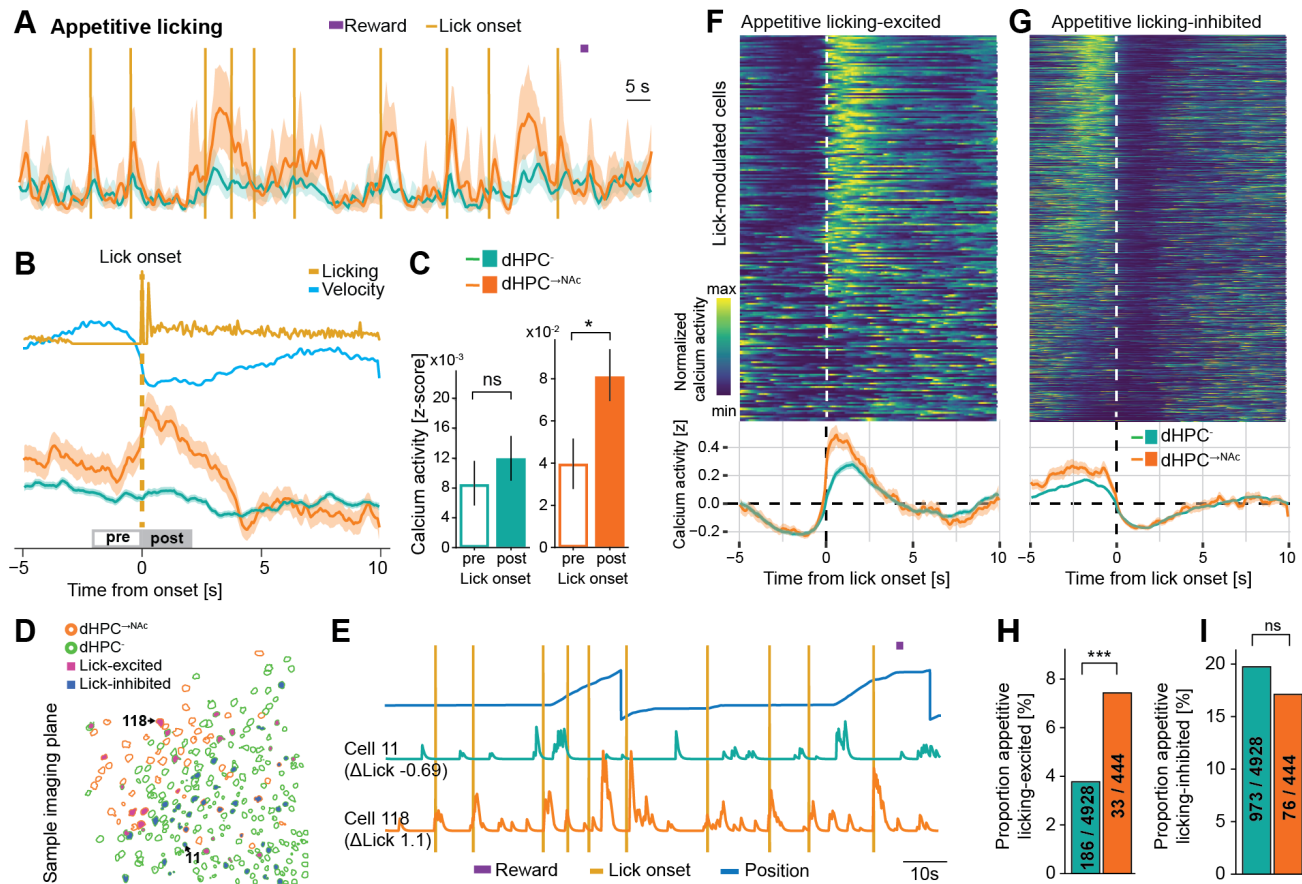 A Appetitive licking
Reward
Lick onset
5 s
B
Lick onset
Licking
Velocity
pre
post
−5
0
5
10
Time from onset [s]
C
dHPC-
dHPC→NAc
Calcium activity [z-score]
x10-3
ns
20
16
12
8
4
0
pre
post
Lick onset
x10-2
*
8
6
4
2
0
pre
post
Lick onset
D
dHPC→NAc
dHPC-
Lick-excited
Lick-inhibited
Sample imaging plane
118
11
E
Cell 11
(ΔLick -0.69)
Cell 118
(ΔLick 1.1)
Reward
Lick onset
Position
10s
F Appetitive licking-excited
Lick-modulated cells
max
Normalized
calcium activity
min
Calcium activity [z]
0.4
0.2
0.0
−0.2
−5
0
5
10
Time from lick onset [s]
G Appetitive licking-inhibited
dHPC-
dHPC→NAc
−5
0
5
10
Time from lick onset [s]
H
Proportion appetitive
licking-excited [%]
***
8
6
4
2
0
186 / 4928
33 / 444
I
Proportion appetitive
licking-inhibited [%]
ns
20
15
10
5
0
973 / 4928
76 / 444